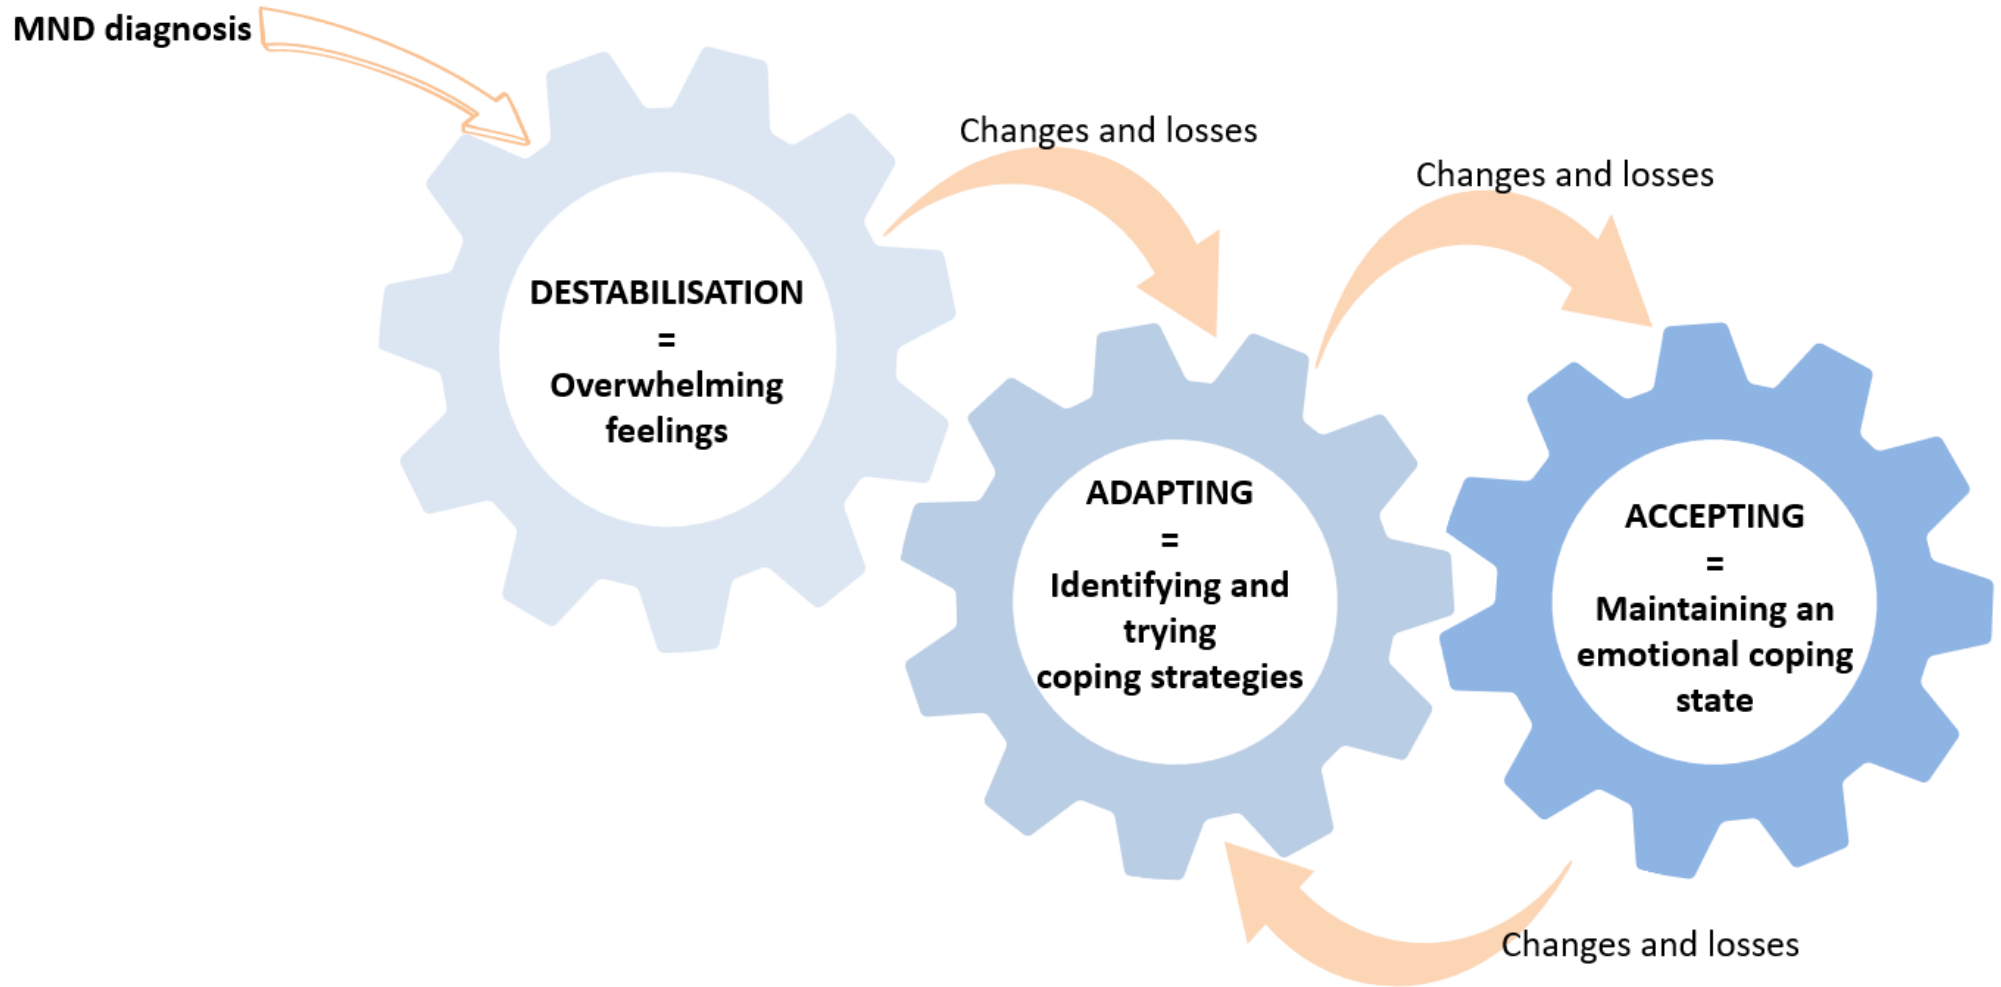 MND diagnosis
Changes and losses
Changes and losses
DESTABILISATION
=
Overwhelming
feelings
ADAPTING
=
Identifying and
trying
coping strategies
ACCEPTING
=
Maintaining an
emotional coping
state
Changes and losses